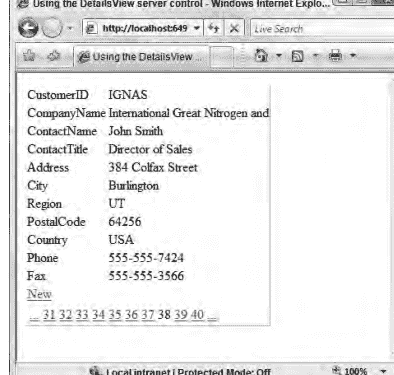 Using the DetailsView server control - Windows Internet Explo...
http://localhost:649 Live Search
Using the DetailsView ...
CustomerID IGNAS
CompanyName International Great Nitrogen and
ContactName John Smith
ContactTitle Director of Sales
Address 384 Colfax Street
City Burlington
Region UT
PostalCode 64256
Country USA
Phone 555-555-7424
Fax 555-555-3566
New
... 31 32 33 34 35 36 37 38 39 40 ...
Local intranet | Protected Mode: Off 100%